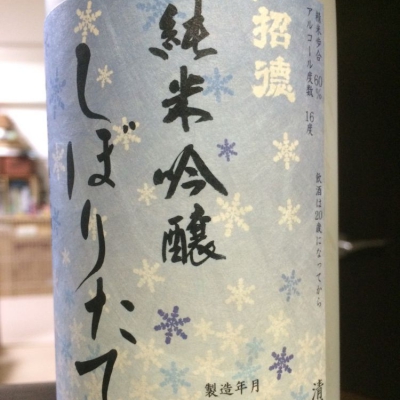 精米歩合 60%
アルコール度数 16度
飲酒は20歳になってから
招德
純米吟醸
しぼりたて
製造年月
清